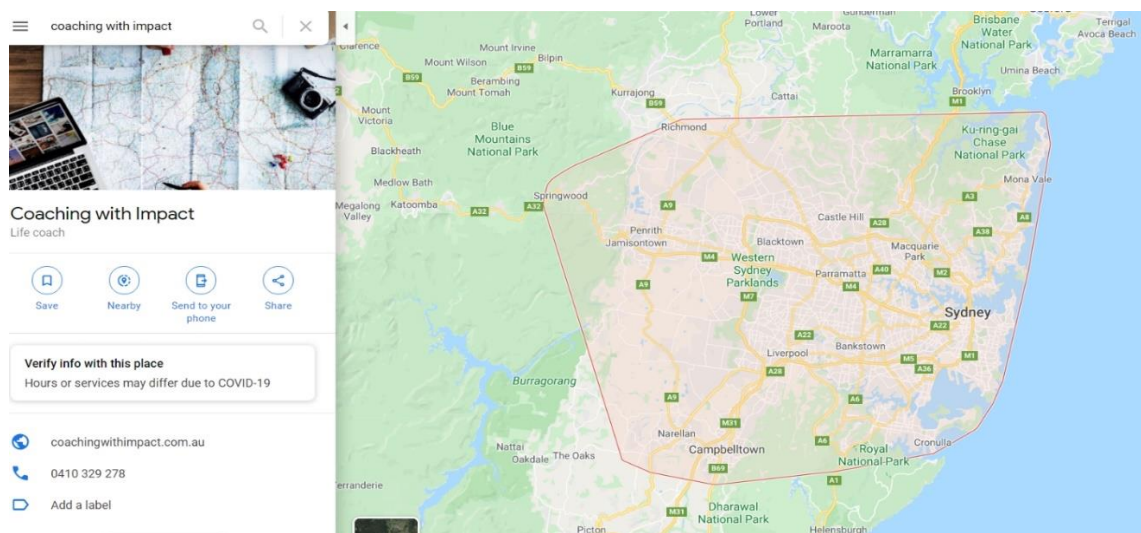 coaching with impact
Coaching with Impact
Life coach
Save
Nearby
Send to your
phone
Share
Verify info with this place
Hours or services may differ due to COVID-19
coachingwithimpact.com.au
0410 329 278
Add a label
Lower
Portland
Maroota
Brisbane
Water
National Park
Terrigal
Avoca Beach
Clarence
Mount Irvine
Mount Wilson
Bilpin
B59
Berambing
Mount Tomah
Marramarra
National Park
Umina Beach
Kurrajong
B59
Cattai
Brooklyn
M1
Mount
Victoria
Blue
Mountains
National Park
Richmond
Ku-ring-gai
Chase
National Park
Blackheath
Medlow Bath
Mona Vale
Megalong
Valley
Katoomba
A32
A32
Springwood
A9
A3
A8
Castle Hill
A28
A38
Penrith
Jamisontown
Blacktown
Macquarie
Park
M4
Western
Sydney
Parklands
Parramatta
A40
M2
A9
M4
M7
Sydney
A22
A22
Bankstown
Liverpool
M5
M1
A28
A36
Burragorang
A9
A6
M31
Narellan
Nattai
Oakdale
The Oaks
Campbelltown
A6
Royal
National Park
Cronulla
B69
A1
Dharawal
National Park
M31
Picton
Helensburgh